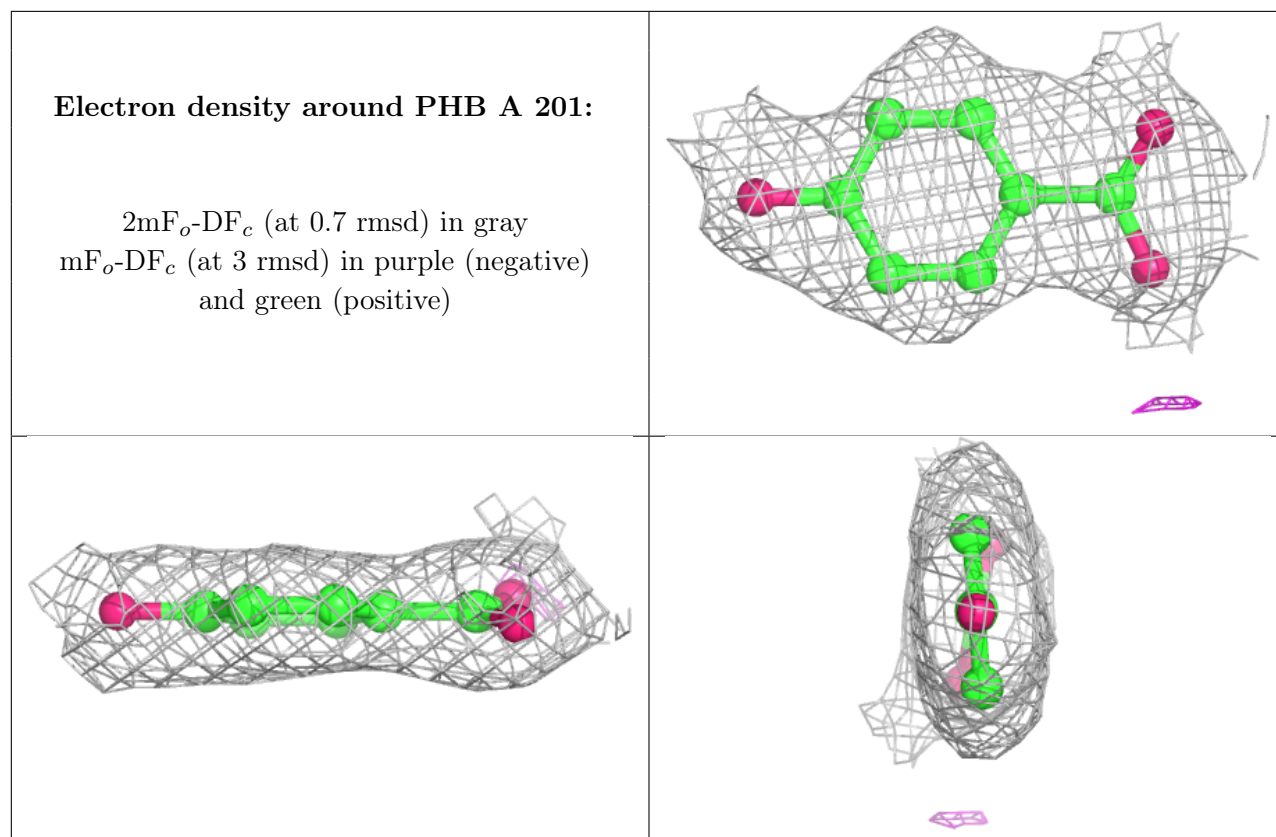 Electron density around PHB A 201:
2mFo-DFc (at 0.7 rmsd) in gray
mFo-DFc (at 3 rmsd) in purple (negative)
and green (positive)